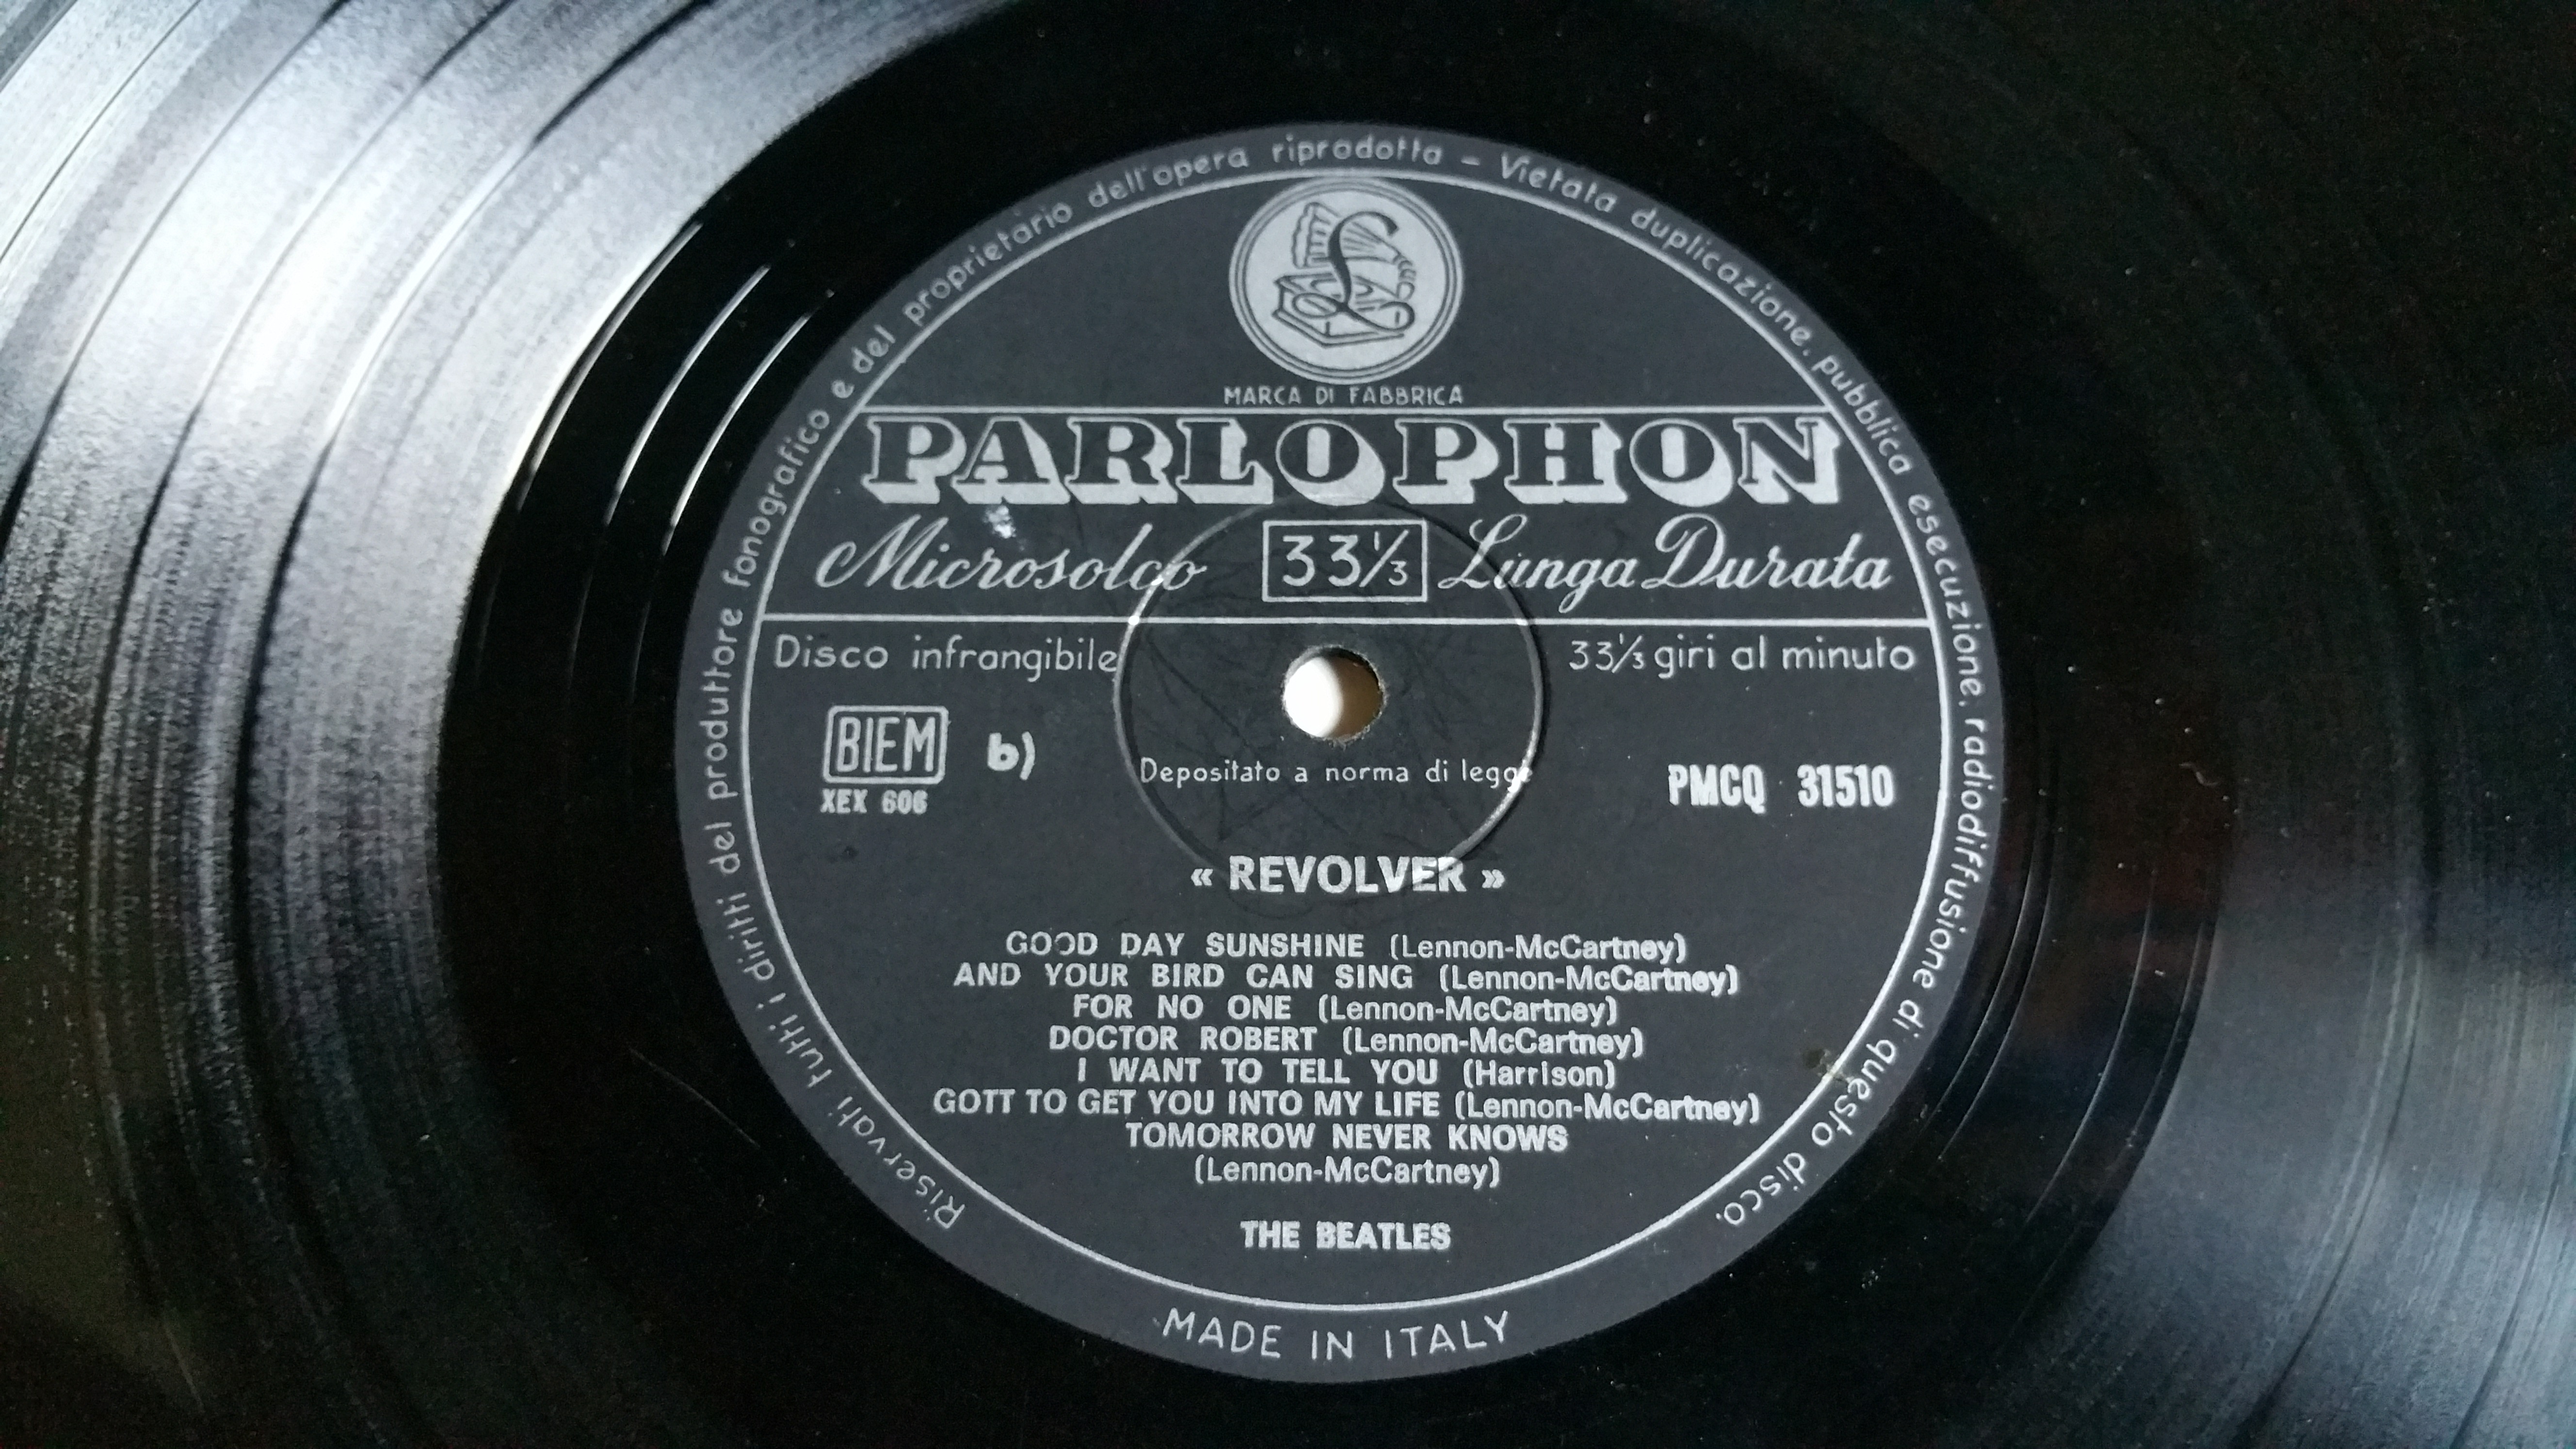 Riservati tutti i diritti del produttore fonografico e del proprietario dell'opera riprodotta – Vietata duplicazione, pubblica esecuzione, radiodiffusione di questo disco.
£
MARCA DI FABBRICA
PARLOPHON
Microsolco 33⅓ Lunga Durata
Disco infrangibile 33⅓ giri al minuto
BIEM b)
XEX 606
Depositato a norma di legge
PMCQ 31510
« REVOLVER »
GOOD DAY SUNSHINE (Lennon-McCartney)
AND YOUR BIRD CAN SING (Lennon-McCartney)
FOR NO ONE (Lennon-McCartney)
DOCTOR ROBERT (Lennon-McCartney)
I WANT TO TELL YOU (Harrison)
GOTT TO GET YOU INTO MY LIFE (Lennon-McCartney)
TOMORROW NEVER KNOWS
(Lennon-McCartney)
THE BEATLES
MADE IN ITALY